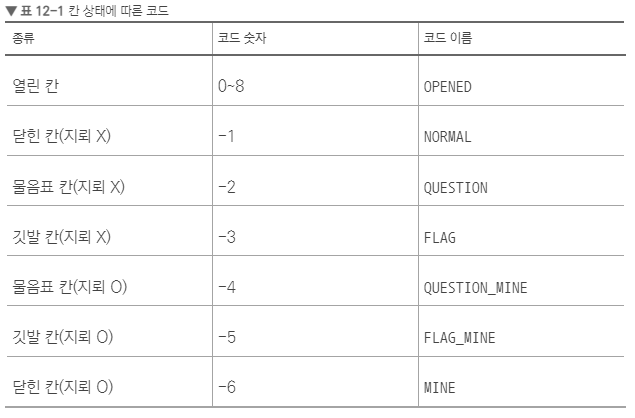 ▼ 표 12-1 칸 상태에 따른 코드
종류 코드 숫자 코드 이름
열린 칸 0~8 OPENED
닫힌 칸(지뢰 X) -1 NORMAL
물음표 칸(지뢰 X) -2 QUESTION
깃발 칸(지뢰 X) -3 FLAG
물음표 칸(지뢰 O) -4 QUESTION_MINE
깃발 칸(지뢰 O) -5 FLAG_MINE
닫힌 칸(지뢰 O) -6 MINE